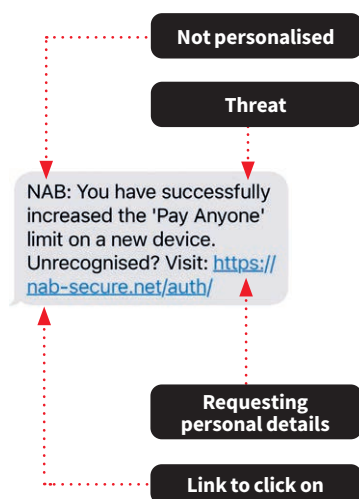 Not personalised
Threat
NAB: You have successfully
increased the 'Pay Anyone'
limit on a new device.
Unrecognised? Visit: https://
nab-secure.net/auth/
Requesting
personal details
Link to click on